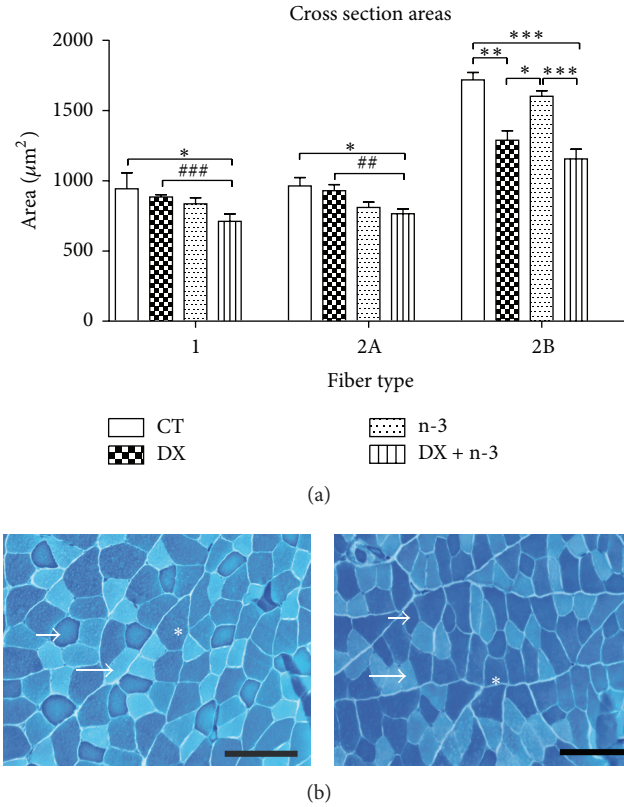 Cross section areas
2000
1500
1000
500
0
Area (μm²)
*
###
*
##
***
**
*
***
1
2A
2B
Fiber type
CT
DX
n-3
DX + n-3
(a)
*
*
(b)